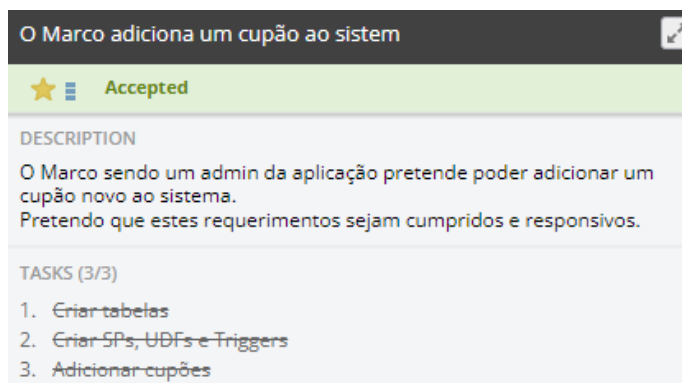 O Marco adiciona um cupão ao sistem
Accepted
DESCRIPTION
O Marco sendo um admin da aplicação pretende poder adicionar um
cupão novo ao sistema.
Pretendo que estes requerimentos sejam cumpridos e responsivos.
TASKS (3/3)
1. Criar tabelas
2. Criar SPs, UDFs e Triggers
3. Adicionar cupões